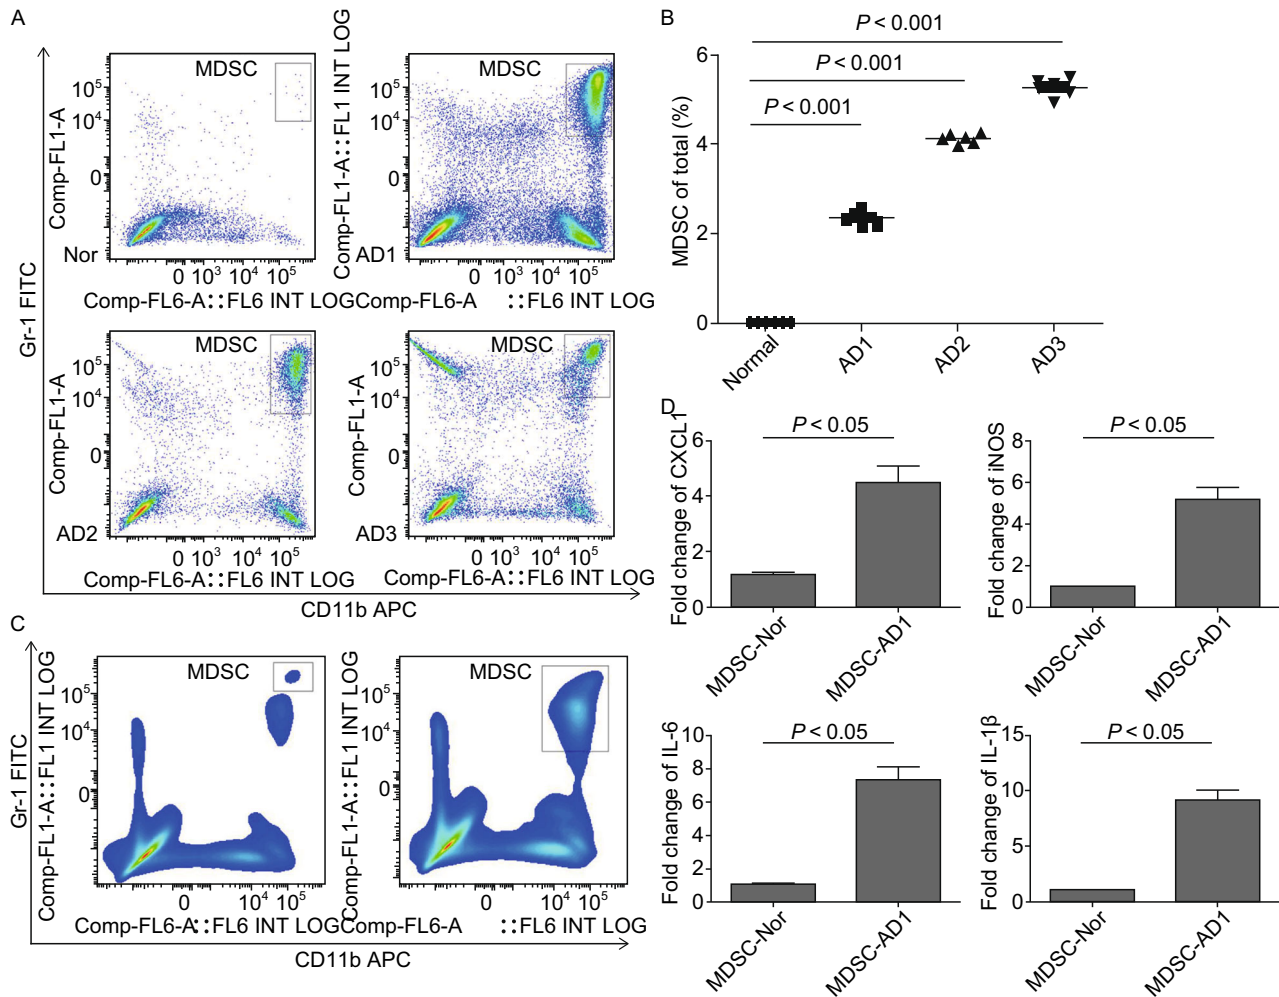 A
Gr-1 FITC
CD11b APC
Comp-FL1-A
MDSC
10⁵
10⁴
0
Nor
0 10³ 10⁴ 10⁵
Comp-FL6-A::FL6 INT LOG
Comp-FL1-A::FL1 INT LOG
MDSC
10⁵
10⁴
0
AD1
0 10³ 10⁴ 10⁵
Comp-FL6-A ::FL6 INT LOG
Comp-FL1-A
MDSC
10⁵
10⁴
0
AD2
0 10³ 10⁴ 10⁵
Comp-FL6-A::FL6 INT LOG
Comp-FL1-A
MDSC
10⁵
10⁴
0
AD3
0 10³ 10⁴ 10⁵
Comp-FL6-A::FL6 INT LOG
B
MDSC of total (%)
6
4
2
0
P < 0.001
P < 0.001
P < 0.001
Normal
AD1
AD2
AD3
C
Gr-1 FITC
CD11b APC
Comp-FL1-A::FL1 INT LOG
MDSC
10⁵
10⁴
0
0 10⁴ 10⁵
Comp-FL6-A::FL6 INT LOG
Comp-FL1-A::FL1 INT LOG
MDSC
10⁵
10⁴
0
0 10⁴ 10⁵
Comp-FL6-A ::FL6 INT LOG
D
Fold change of CXCL1
6
4
2
0
P < 0.05
MDSC-Nor
MDSC-AD1
Fold change of iNOS
8
6
4
2
0
P < 0.05
MDSC-Nor
MDSC-AD1
Fold change of IL-6
10
8
6
4
2
0
P < 0.05
MDSC-Nor
MDSC-AD1
Fold change of IL-1β
15
10
5
0
P < 0.05
MDSC-Nor
MDSC-AD1